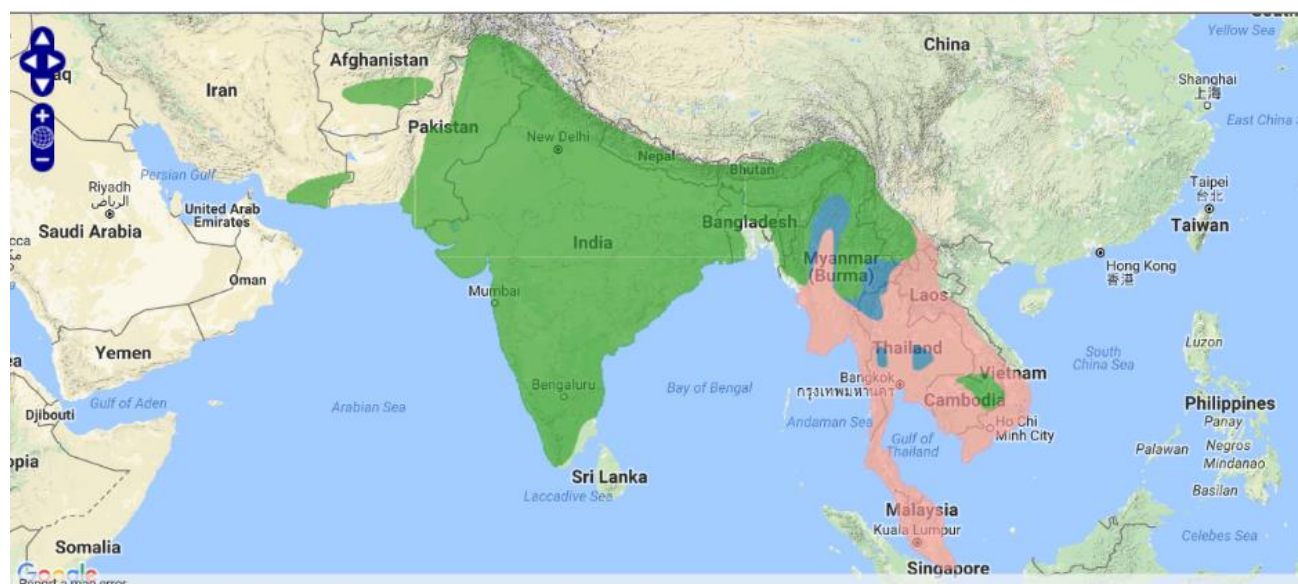 South
Yellow Sea
China
Afghanistan
Shanghai
上海
Iran
East China S
Pakistan
New Delhi
Nepal
Bhutan
Persian Gulf
Taipei
台北
Riyadh
الرياض
United Arab
Emirates
Bangladesh
Taiwan
Saudi Arabia
India
Myanmar
(Burma)
Hong Kong
香港
Oman
Mumbai
Laos
Luzon
Yemen
Thailand
South
China Sea
Bengaluru
Bay of Bengal
Bangkok
กรุงเทพมหานคร
Vietnam
Cambodia
Gulf of Aden
Arabian Sea
Djibouti
Andaman Sea
Ho Chi
Minh City
Philippines
Gulf of
Thailand
Panay
Palawan
Negros
Mindanao
opia
Sri Lanka
Basilan
Laccadive Sea
Malaysia
Kuala Lumpur
Celebes Sea
Somalia
Singapore
Google
Report a map error